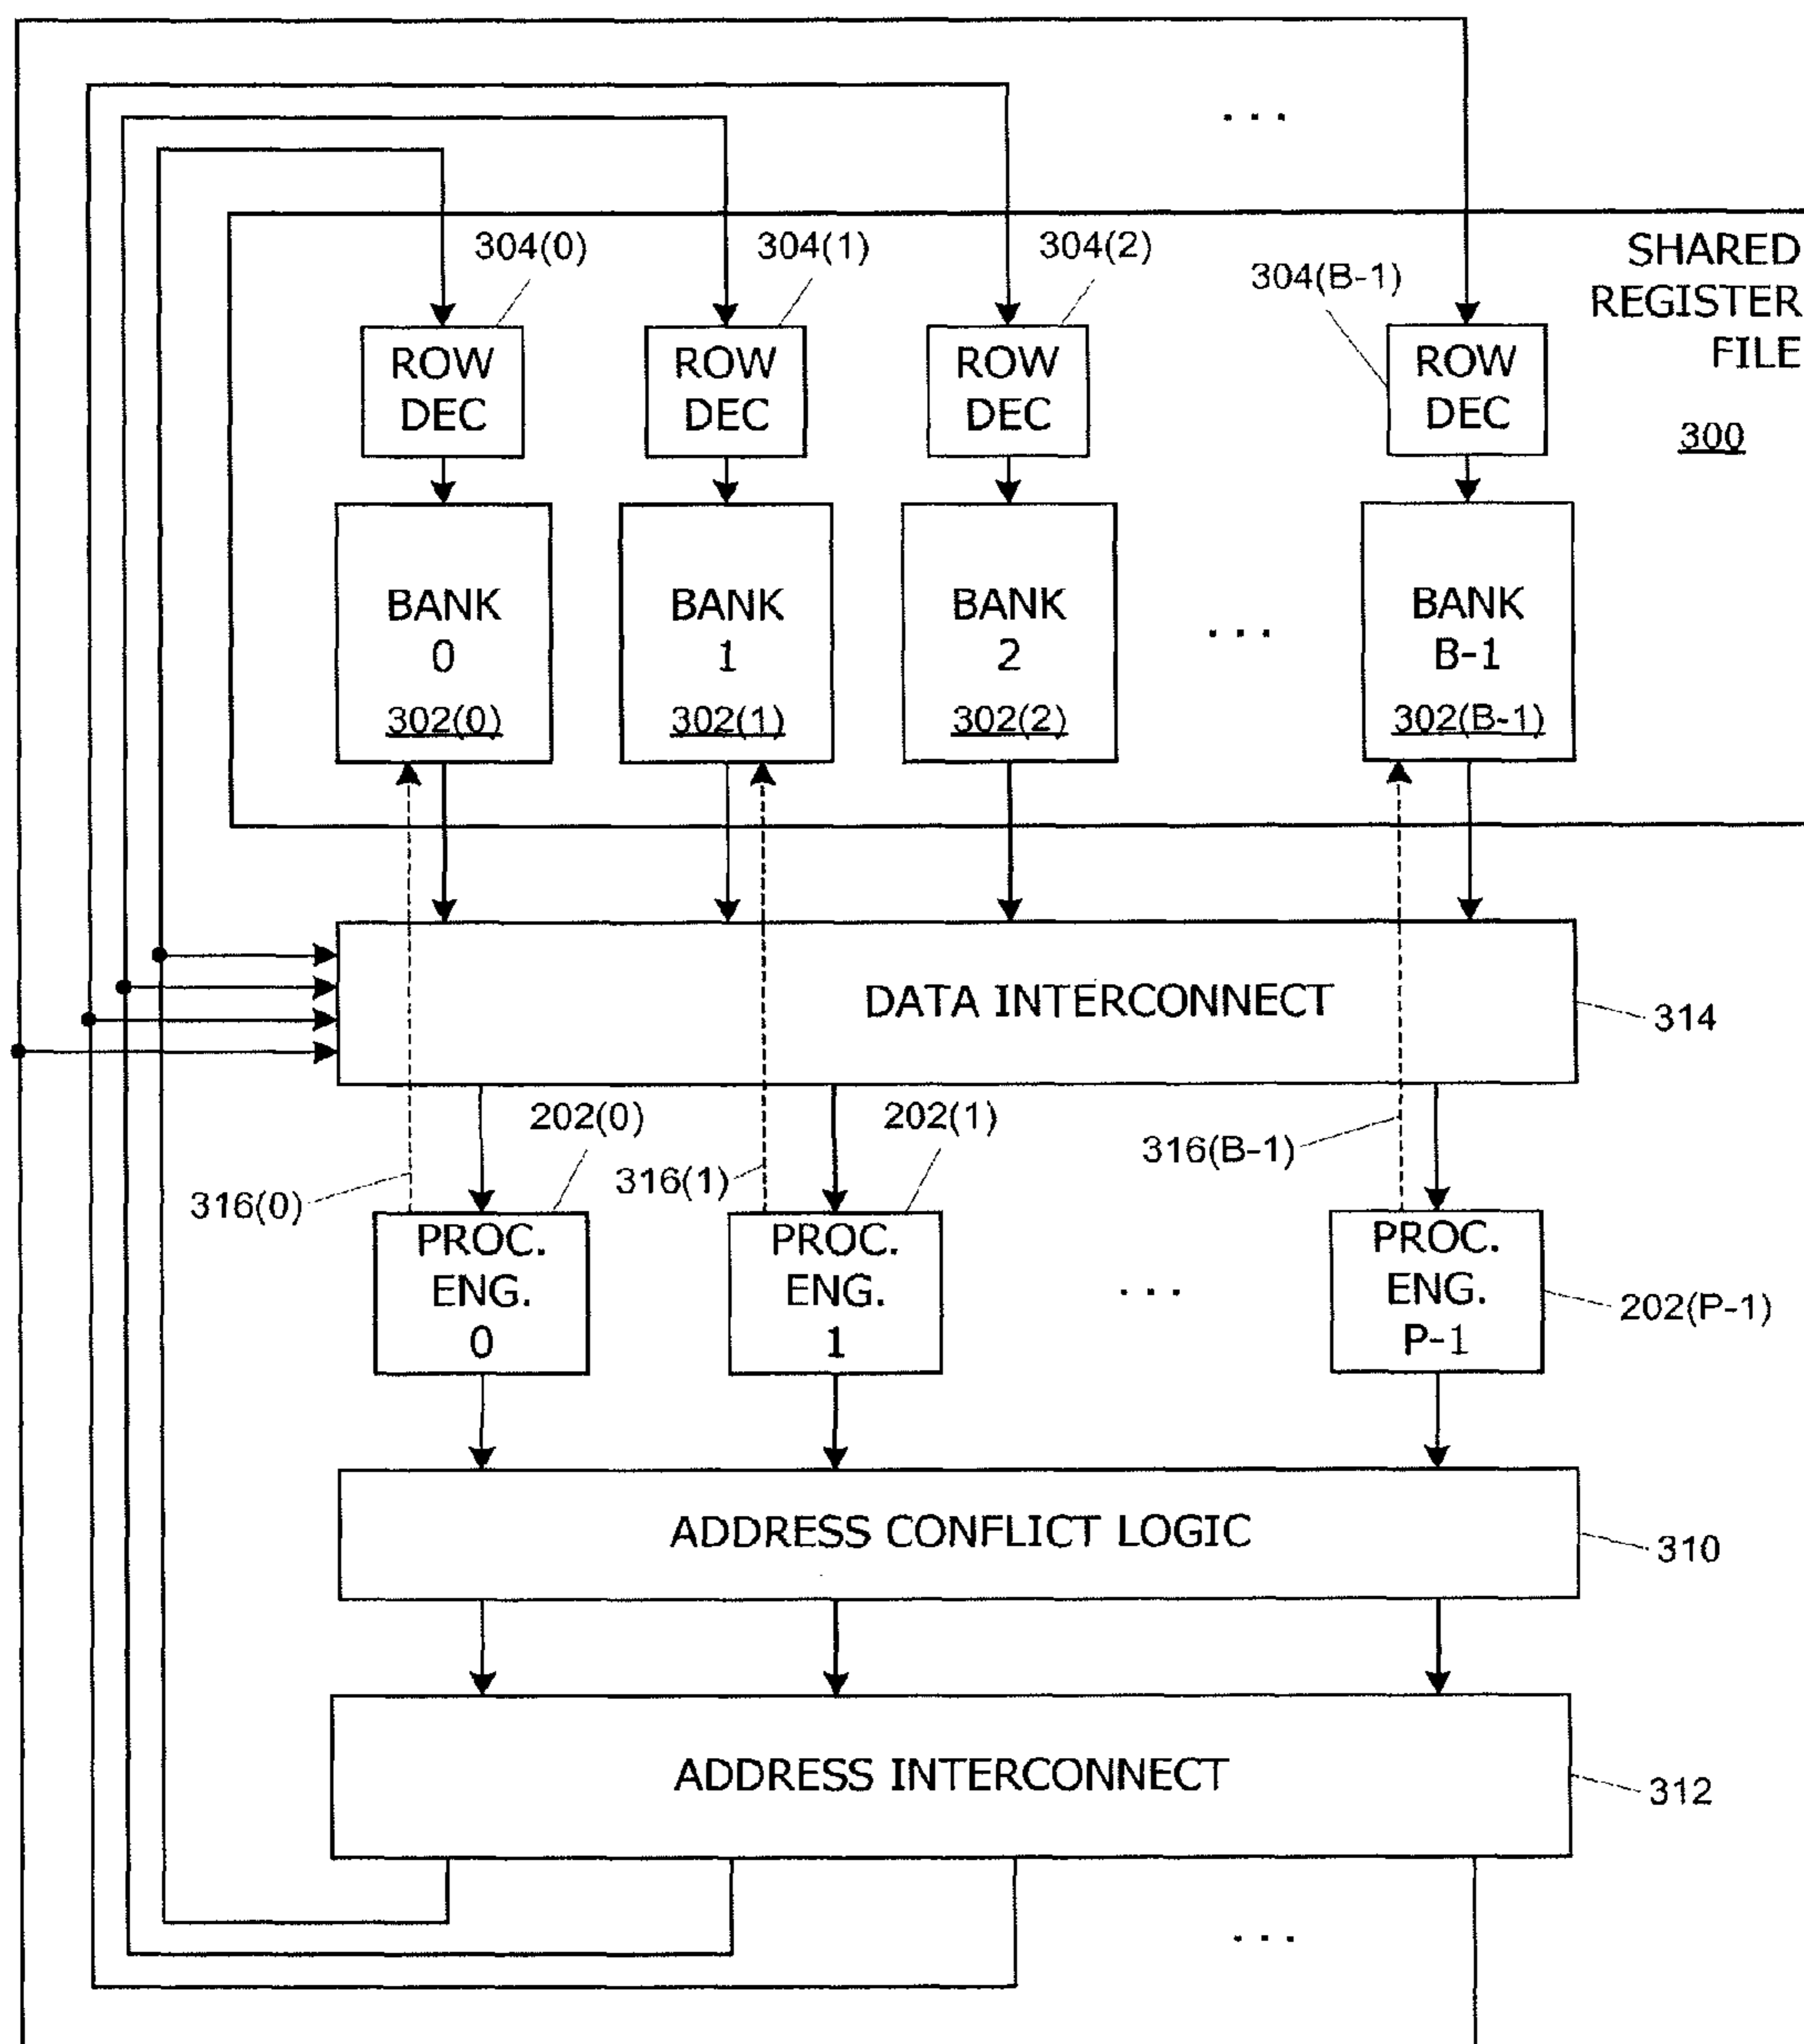 . . .
304(0)
304(1)
304(2)
304(B-1)
SHARED
REGISTER
FILE
300
ROW
DEC
ROW
DEC
ROW
DEC
ROW
DEC
BANK
0
302(0)
BANK
1
302(1)
BANK
2
302(2)
. . .
BANK
B-1
302(B-1)
DATA INTERCONNECT
314
202(0)
202(1)
316(0)
316(1)
316(B-1)
PROC.
ENG.
0
PROC.
ENG.
1
. . .
PROC.
ENG.
P-1
202(P-1)
ADDRESS CONFLICT LOGIC
310
ADDRESS INTERCONNECT
312
. . .